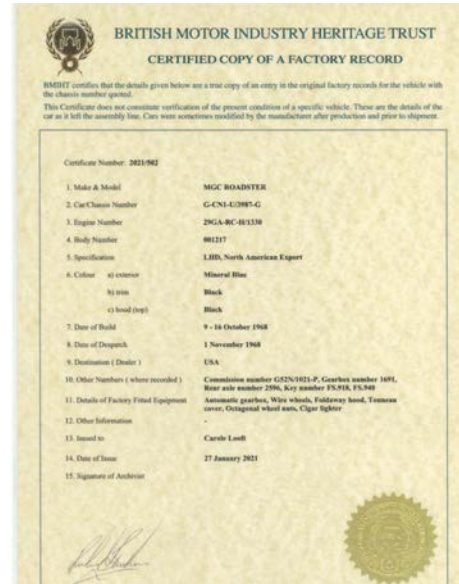 BRITISH MOTOR INDUSTRY HERITAGE TRUST
CERTIFIED COPY OF A FACTORY RECORD
BMIHT certifies that the details given below are a true copy of an entry in the original factory records for the vehicle with
the chassis number quoted.
This Certificate does not constitute verification of the present condition of a specific vehicle. These are the details of the
car as it left the assembly line. Cars were sometimes modified by the manufacturer after production and prior to shipment.
Certificate Number: 2021/502
1. Make & Model MGC ROADSTER
2. Car/Chassis Number G-CN1-U/3987-G
3. Engine Number 29GA-RC-H/1330
4. Body Number 001217
5. Specification LHD, North American Export
6. Colour a) exterior Mineral Blue
b) trim Black
c) hood (top) Black
7. Date of Build 9 - 16 October 1968
8. Date of Despatch 1 November 1968
9. Destination ( Dealer ) USA
10. Other Numbers ( where recorded ) Commission number G52N/1021-P, Gearbox number 1691,
Rear axle number 2596, Key number FS.918, FS.940
11. Details of Factory Fitted Equipment Automatic gearbox, Wire wheels, Foldaway hood, Tonneau
cover, Octagonal wheel nuts, Cigar lighter
12. Other Information -
13. Issued to Carole Looft
14. Date of Issue 27 January 2021
15. Signature of Archivist